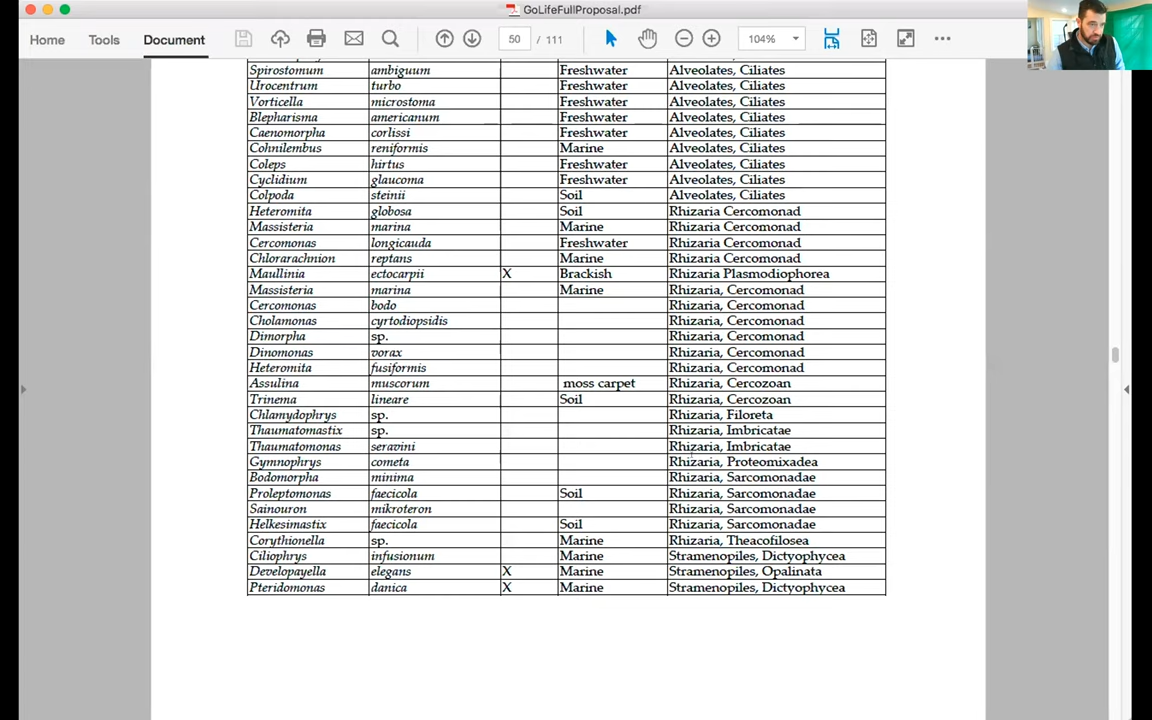 GoLifeFullProposal.pdf
Home Tools Document 50 / 111 104%
Spirostomum ambiguum Freshwater Alveolates, Ciliates
Urocentrum turbo Freshwater Alveolates, Ciliates
Vorticella microstoma Freshwater Alveolates, Ciliates
Blepharisma americanum Freshwater Alveolates, Ciliates
Caenomorpha corlissi Freshwater Alveolates, Ciliates
Cohnilembus reniformis Marine Alveolates, Ciliates
Coleps hirtus Freshwater Alveolates, Ciliates
Cyclidium glaucoma Freshwater Alveolates, Ciliates
Colpoda steinii Soil Alveolates, Ciliates
Heteromita globosa Soil Rhizaria Cercomonad
Massisteria marina Marine Rhizaria Cercomonad
Cercomonas longicauda Freshwater Rhizaria Cercomonad
Chlorarachnion reptans Marine Rhizaria Cercomonad
Maullinia ectocarpii X Brackish Rhizaria Plasmodiophorea
Massisteria marina Marine Rhizaria, Cercomonad
Cercomonas bodo Rhizaria, Cercomonad
Cholamonas cyrtodiopsidis Rhizaria, Cercomonad
Dimorpha sp. Rhizaria, Cercomonad
Dinomonas vorax Rhizaria, Cercomonad
Heteromita fusiformis Rhizaria, Cercomonad
Assulina muscorum moss carpet Rhizaria, Cercozoan
Trinema lineare Soil Rhizaria, Cercozoan
Chlamydophrys sp. Rhizaria, Filoreta
Thaumatomastix sp. Rhizaria, Imbricatae
Thaumatomonas seravini Rhizaria, Imbricatae
Gymnophrys cometa Rhizaria, Proteomixadea
Bodomorpha minima Rhizaria, Sarcomonadae
Proleptomonas faecicola Soil Rhizaria, Sarcomonadae
Sainouron mikroteron Rhizaria, Sarcomonadae
Helkesimastix faecicola Soil Rhizaria, Sarcomonadae
Corythionella sp. Marine Rhizaria, Theacofilosea
Ciliophrys infusionum Marine Stramenopiles, Dictyophycea
Developayella elegans X Marine Stramenopiles, Opalinata
Pteridomonas danica X Marine Stramenopiles, Dictyophycea